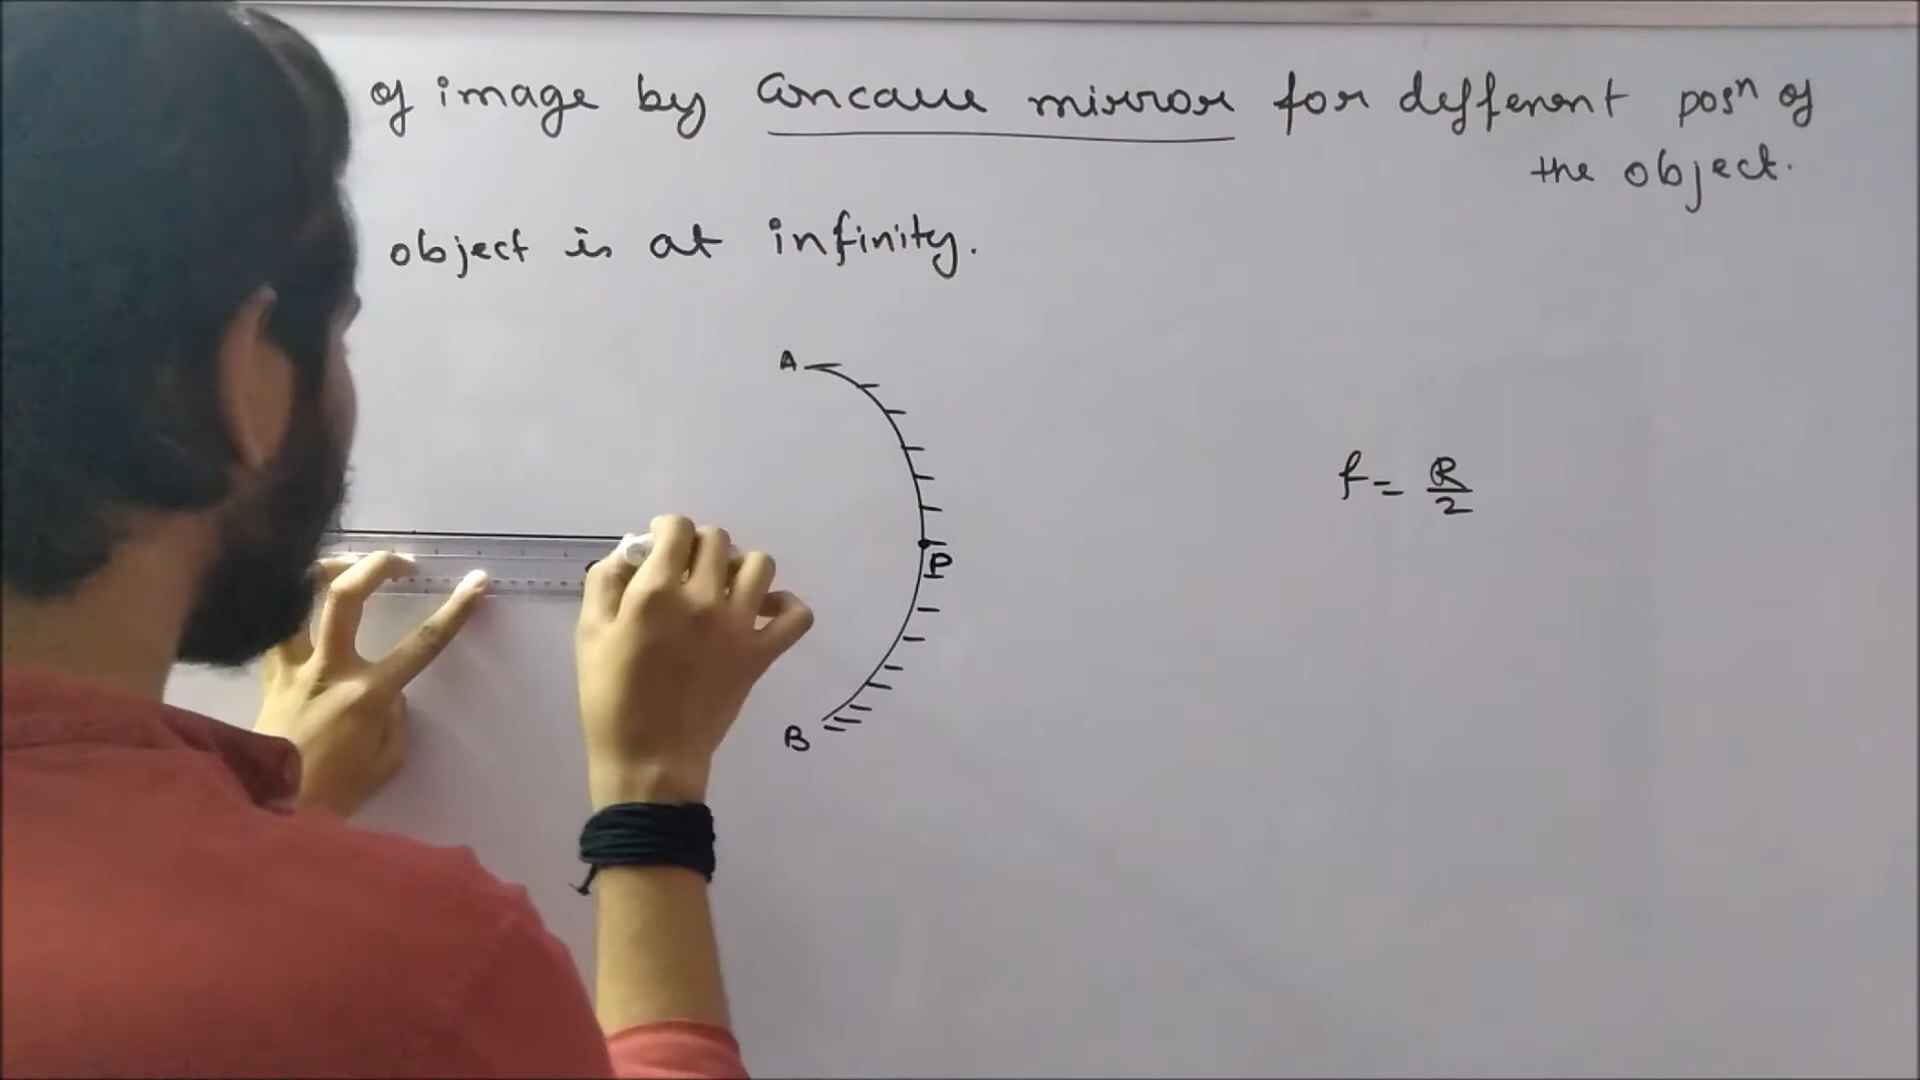 of image by Concave mirror for different posⁿ of
the object.
object is at infinity.
A
f = R/2
P
B